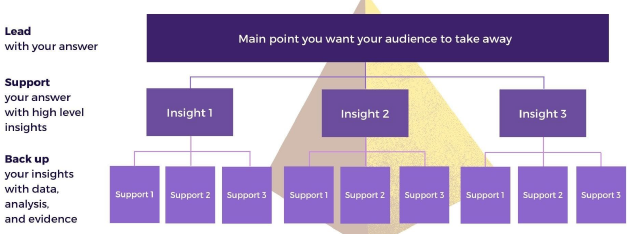 Lead
with your answer
Main point you want your audience to take away
Support
your answer
with high level
insights
Insight 1
Insight 2
Insight 3
Back up
your insights
with data,
analysis,
and evidence
Support 1
Support 2
Support 3
Support 1
Support 2
Support 3
Support 1
Support 2
Support 3